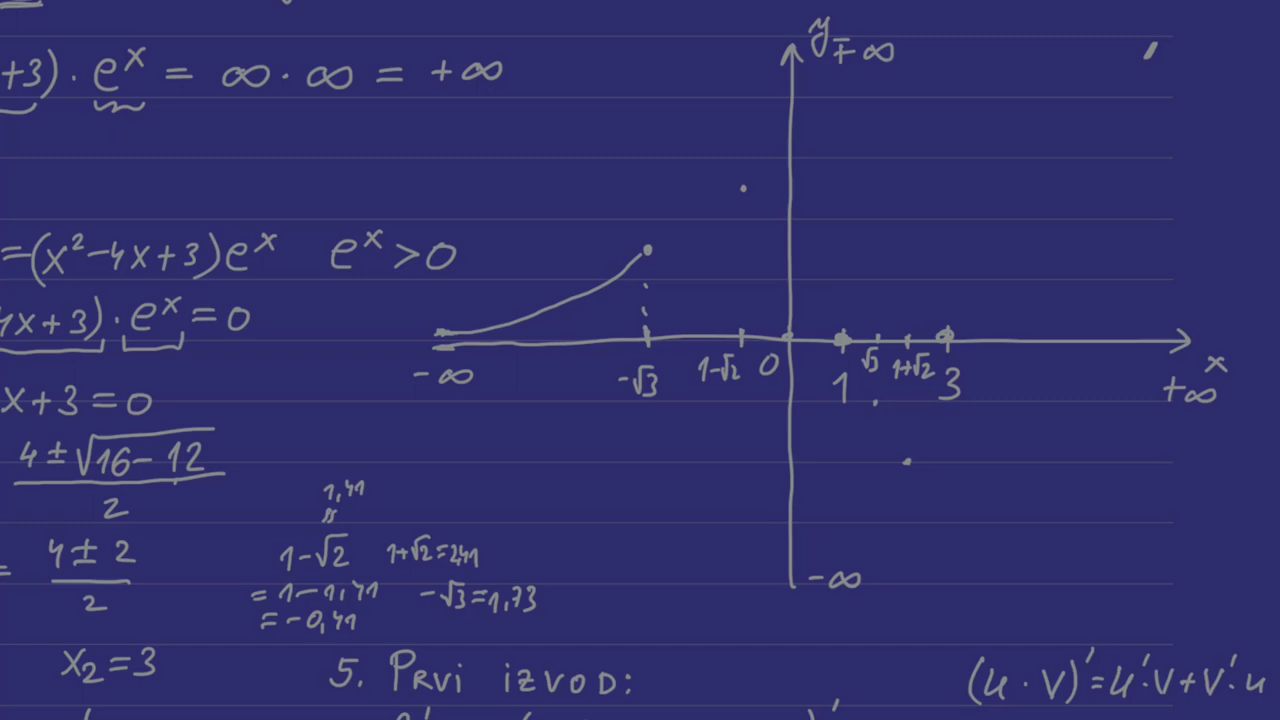 +3) · e^x = ∞ · ∞ = +∞
y ∓∞
=(x²-4x+3)e^x e^x > 0
4x+3) · e^x = 0
-∞ -√3 1-√2 0 1 √3 1+√2 3 x +∞
x+3=0
4±√16-12
2
1,41
= 4±2
2
1-√2 1+√2=2,41
= 1-1,41 -√3=1,73
= -0,41
-∞
x₂=3
5. PRVI IZVOD:
(u · v)'=u'·v+v'·u